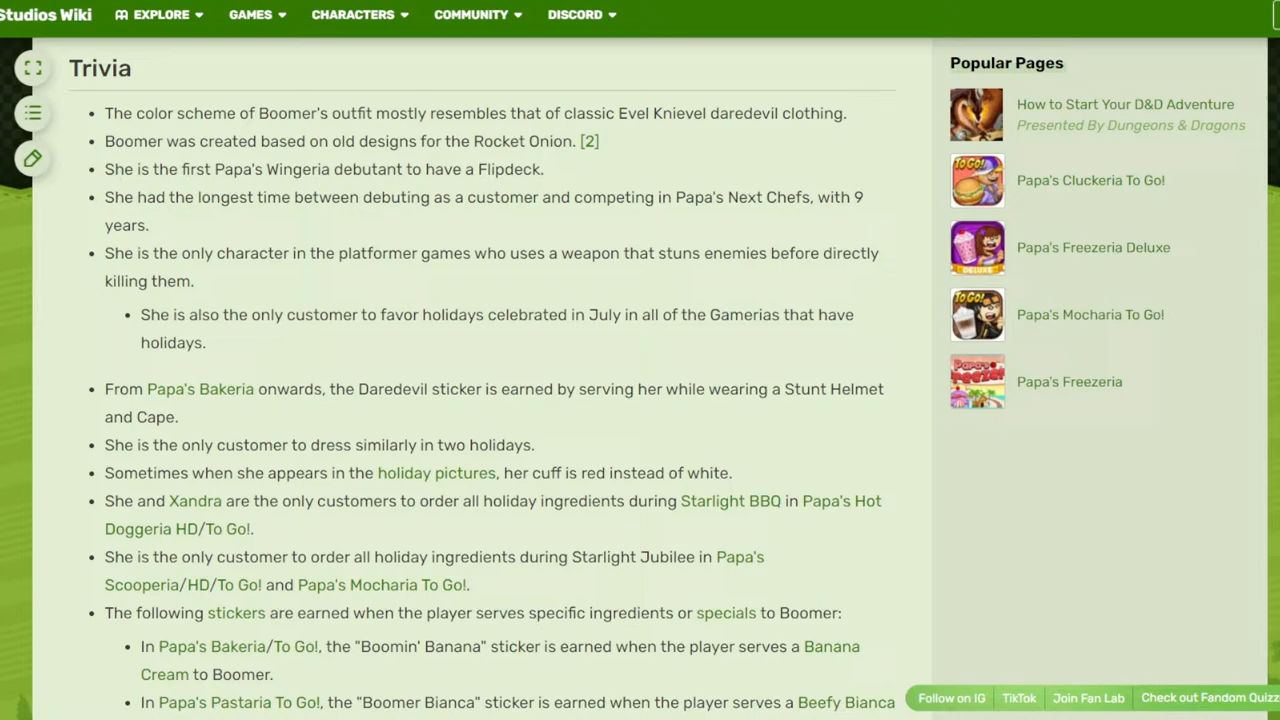 Studios Wiki EXPLORE GAMES CHARACTERS COMMUNITY DISCORD
Trivia
The color scheme of Boomer's outfit mostly resembles that of classic Evel Knievel daredevil clothing.
Boomer was created based on old designs for the Rocket Onion. [2]
She is the first Papa's Wingeria debutant to have a Flipdeck.
She had the longest time between debuting as a customer and competing in Papa's Next Chefs, with 9
years.
She is the only character in the platformer games who uses a weapon that stuns enemies before directly
killing them.
She is also the only customer to favor holidays celebrated in July in all of the Gamerias that have
holidays.
From Papa's Bakeria onwards, the Daredevil sticker is earned by serving her while wearing a Stunt Helmet
and Cape.
She is the only customer to dress similarly in two holidays.
Sometimes when she appears in the holiday pictures, her cuff is red instead of white.
She and Xandra are the only customers to order all holiday ingredients during Starlight BBQ in Papa's Hot
Doggeria HD/To Go!.
She is the only customer to order all holiday ingredients during Starlight Jubilee in Papa's
Scooperia/HD/To Go! and Papa's Mocharia To Go!.
The following stickers are earned when the player serves specific ingredients or specials to Boomer:
In Papa's Bakeria/To Go!, the "Boomin' Banana" sticker is earned when the player serves a Banana
Cream to Boomer.
In Papa's Pastaria To Go!, the "Boomer Bianca" sticker is earned when the player serves a Beefy Bianca
Popular Pages
How to Start Your D&D Adventure
Presented By Dungeons & Dragons
TO GO!
Papa's Cluckeria To Go!
DELUXE
Papa's Freezeria Deluxe
TO GO!
Papa's Mocharia To Go!
Papa's
Papa's Freezeria
Follow on IG TikTok Join Fan Lab Check out Fandom Quizz